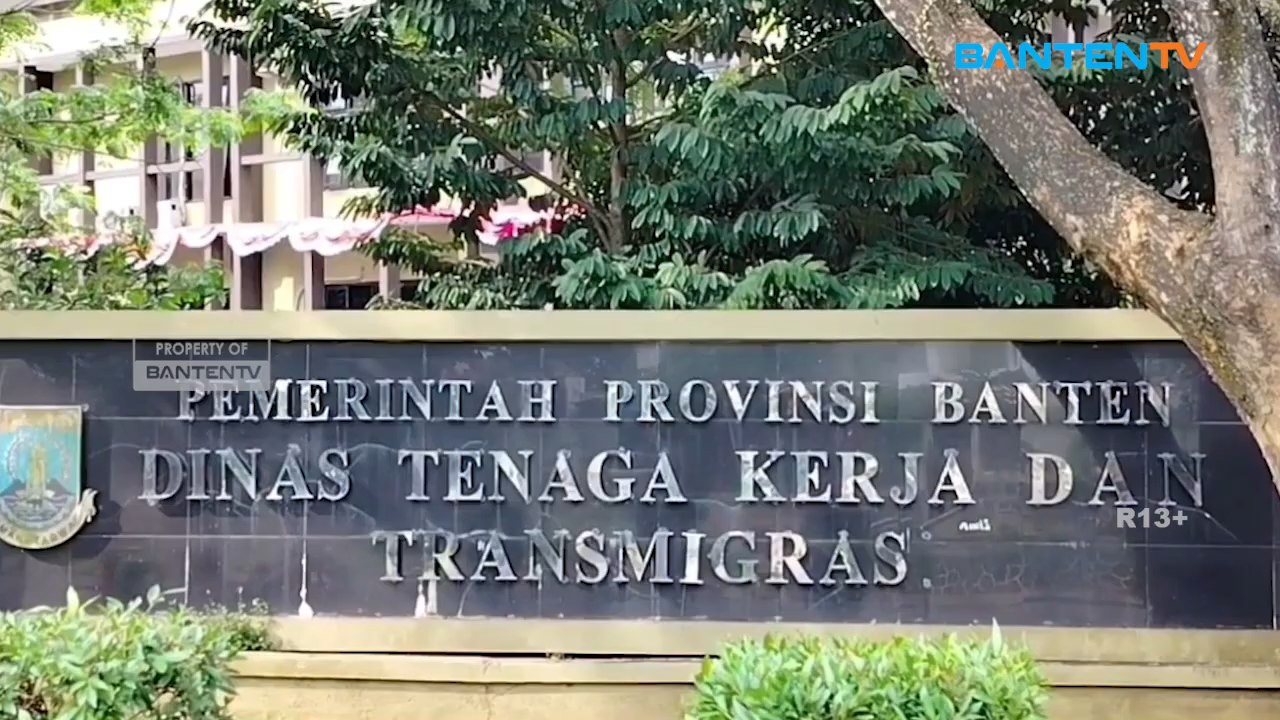 BANTENTV
PROPERTY OF
BANTENTV
PEMERINTAH PROVINSI BANTEN
DINAS TENAGA KERJA DAN
TRANSMIGRAS
R13+